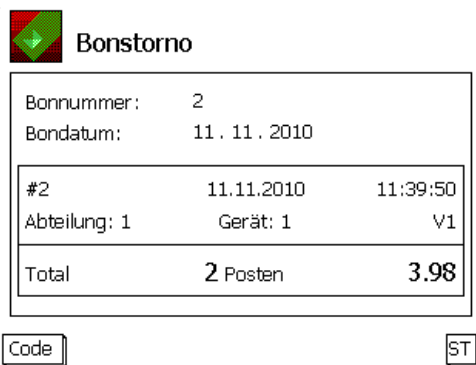 Bonstorno
Bonnummer: 2
Bondatum: 11.11.2010
#2 11.11.2010 11:39:50
Abteilung: 1 Gerät: 1 V1
Total 2 Posten 3.98
Code ST